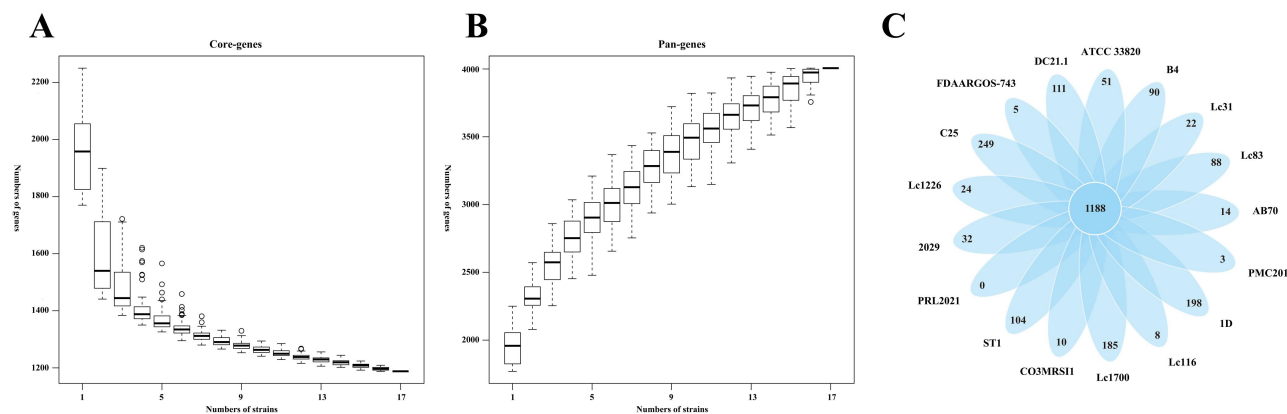 A
Core-genes
Numbers of genes
2200
2000
1800
1600
1400
1200
1
5
9
13
17
Numbers of strains
B
Pan-genes
Numbers of genes
4000
3500
3000
2500
2000
1
5
9
13
17
Numbers of strains
C
ATCC 33820
51
B4
90
Lc31
22
Lc83
88
AB70
14
PMC201
3
1D
198
Lc116
8
Lc1700
185
CO3MRSI1
10
ST1
104
PRL2021
0
2029
32
Lc1226
24
C25
249
FDAARGOS-743
5
DC21.1
111
1188